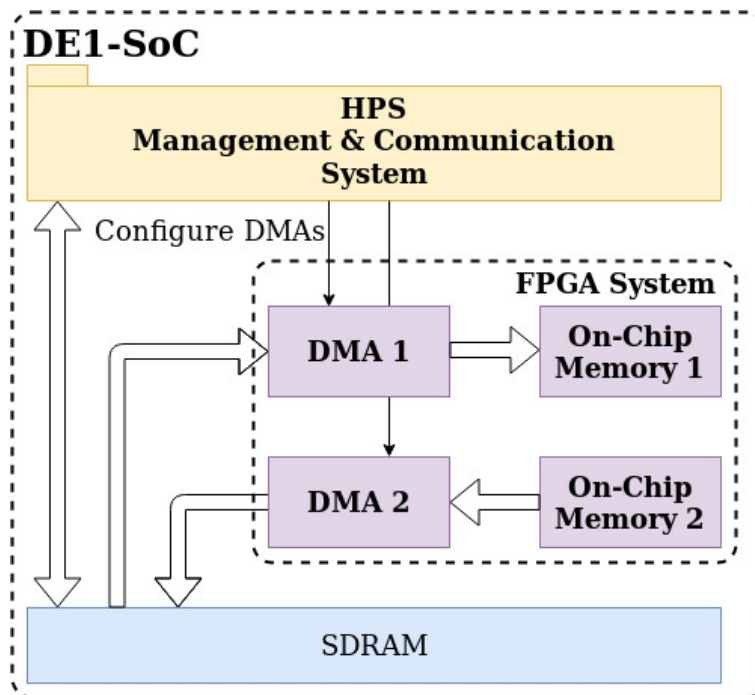 DE1-SoC
HPS
Management & Communication
System
Configure DMAs
FPGA System
DMA 1
On-Chip
Memory 1
DMA 2
On-Chip
Memory 2
SDRAM